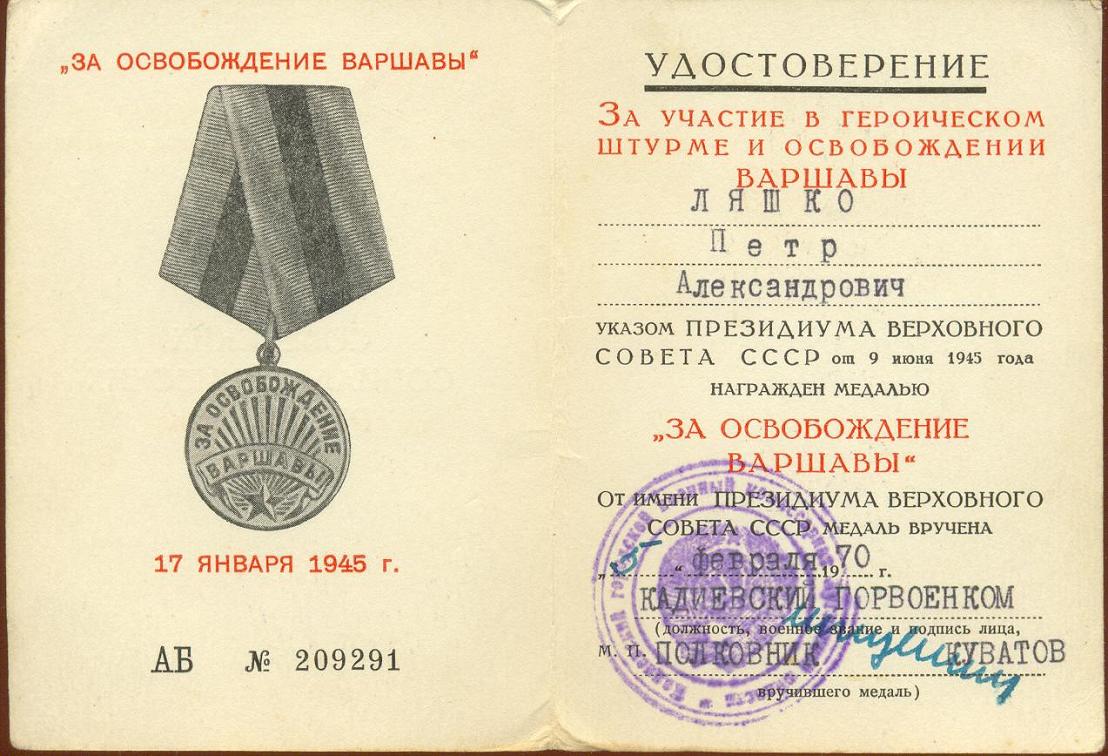 „ЗА ОСВОБОЖДЕНИЕ ВАРШАВЫ“
ЗА ОСВОБОЖДЕНИЕ
ВАРШАВЫ
17 ЯНВАРЯ 1945 г.
АБ № 209291
УДОСТОВЕРЕНИЕ
ЗА УЧАСТИЕ В ГЕРОИЧЕСКОМ
ШТУРМЕ И ОСВОБОЖДЕНИИ
ВАРШАВЫ
ЛЯШКО
Петр
Александрович
УКАЗОМ ПРЕЗИДИУМА ВЕРХОВНОГО
СОВЕТА СССР от 9 июня 1945 года
НАГРАЖДЕН МЕДАЛЬЮ
„ЗА ОСВОБОЖДЕНИЕ
ВАРШАВЫ“
ОТ ИМЕНИ ПРЕЗИДИУМА ВЕРХОВНОГО
СОВЕТА СССР МЕДАЛЬ ВРУЧЕНА
„5“ февраля 1970 г.
КАДИЕВСКИЙ ГОРВОЕНКОМ
(должность, военное звание и подпись лица,
М. П. ПОЛКОВНИК КУВАТОВ
вручившего медаль)